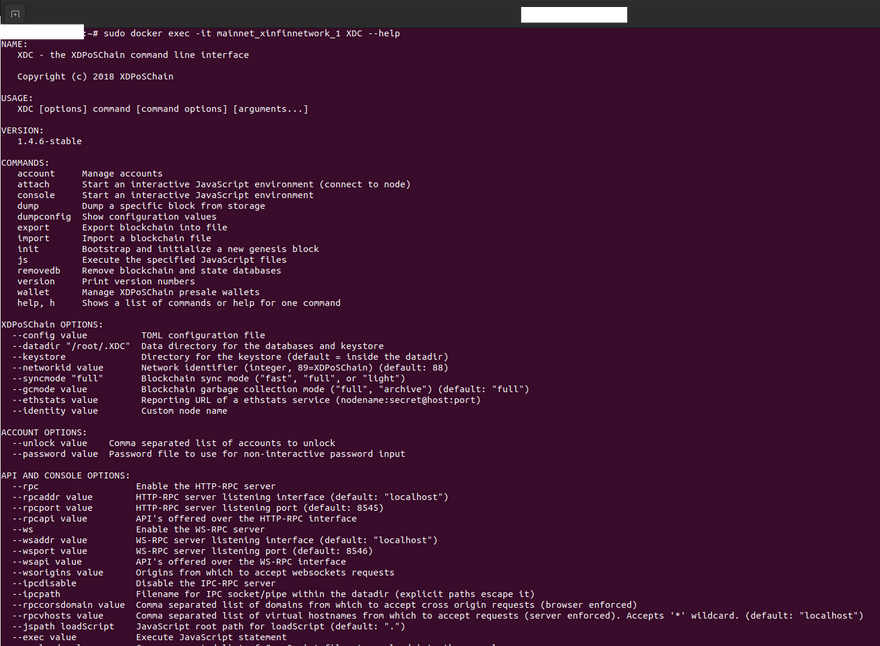 :~# sudo docker exec -it mainnet_xinfinnetwork_1 XDC --help
NAME:
XDC - the XDPoSChain command line interface
Copyright (c) 2018 XDPoSChain
USAGE:
XDC [options] command [command options] [arguments...]
VERSION:
1.4.6-stable
COMMANDS:
account Manage accounts
attach Start an interactive JavaScript environment (connect to node)
console Start an interactive JavaScript environment
dump Dump a specific block from storage
dumpconfig Show configuration values
export Export blockchain into file
import Import a blockchain file
init Bootstrap and initialize a new genesis block
js Execute the specified JavaScript files
removedb Remove blockchain and state databases
version Print version numbers
wallet Manage XDPoSChain presale wallets
help, h Shows a list of commands or help for one command
XDPoSChain OPTIONS:
--config value TOML configuration file
--datadir "/root/.XDC" Data directory for the databases and keystore
--keystore Directory for the keystore (default = inside the datadir)
--networkid value Network identifier (integer, 89=XDPoSChain) (default: 88)
--syncmode "full" Blockchain sync mode ("fast", "full", or "light")
--gcmode value Blockchain garbage collection mode ("full", "archive") (default: "full")
--ethstats value Reporting URL of a ethstats service (nodename:secret@host:port)
--identity value Custom node name
ACCOUNT OPTIONS:
--unlock value Comma separated list of accounts to unlock
--password value Password file to use for non-interactive password input
API AND CONSOLE OPTIONS:
--rpc Enable the HTTP-RPC server
--rpcaddr value HTTP-RPC server listening interface (default: "localhost")
--rpcport value HTTP-RPC server listening port (default: 8545)
--rpcapi value API's offered over the HTTP-RPC interface
--ws Enable the WS-RPC server
--wsaddr value WS-RPC server listening interface (default: "localhost")
--wsport value WS-RPC server listening port (default: 8546)
--wsapi value API's offered over the WS-RPC interface
--wsorigins value Origins from which to accept websockets requests
--ipcdisable Disable the IPC-RPC server
--ipcpath Filename for IPC socket/pipe within the datadir (explicit paths escape it)
--rpccorsdomain value Comma separated list of domains from which to accept cross origin requests (browser enforced)
--rpcvhosts value Comma separated list of virtual hostnames from which to accept requests (server enforced). Accepts '*' wildcard. (default: "localhost")
--jspath loadScript JavaScript root path for loadScript (default: ".")
--exec value Execute JavaScript statement